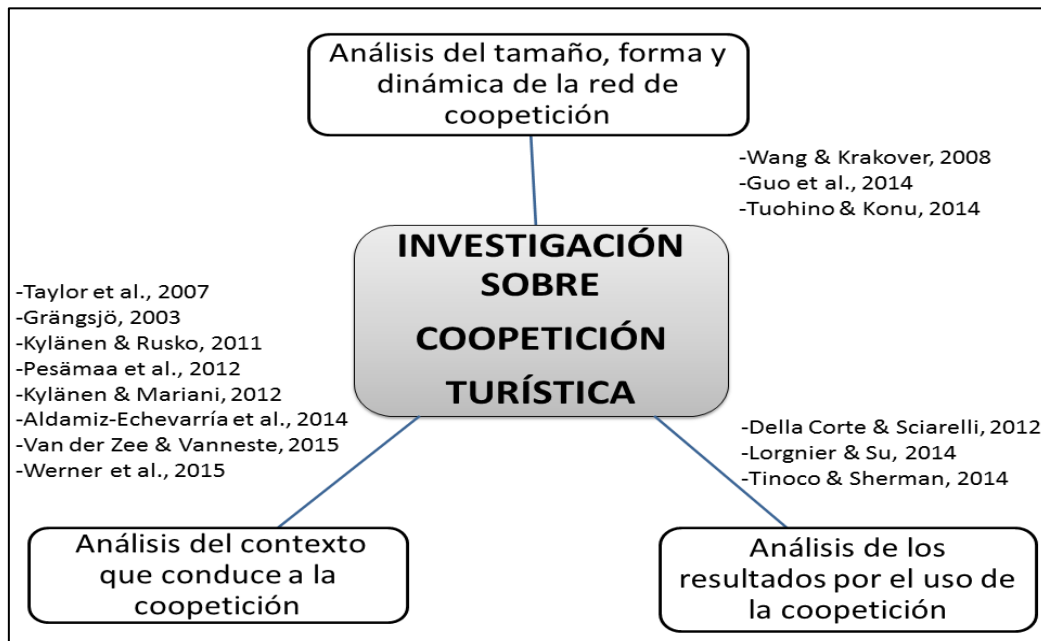 Análisis del tamaño, forma y
dinámica de la red de
coopetición
-Wang & Krakover, 2008
-Guo et al., 2014
-Tuohino & Konu, 2014
INVESTIGACIÓN
SOBRE
COOPETICIÓN
TURÍSTICA
-Taylor et al., 2007
-Grängsjö, 2003
-Kylänen & Rusko, 2011
-Pesämaa et al., 2012
-Kylänen & Mariani, 2012
-Aldamiz-Echevarría et al., 2014
-Van der Zee & Vanneste, 2015
-Werner et al., 2015
-Della Corte & Sciarelli, 2012
-Lorgnier & Su, 2014
-Tinoco & Sherman, 2014
Análisis del contexto
que conduce a la
coopetición
Análisis de los
resultados por el uso de
la coopetición